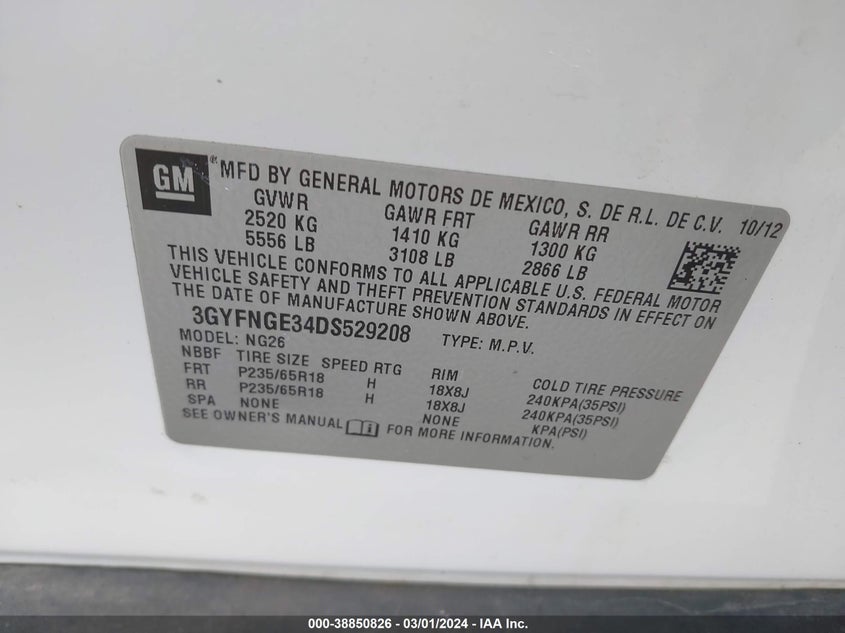 GM ® MFD BY GENERAL MOTORS DE MEXICO, S. DE R.L. DE C.V. 10/12
GVWR GAWR FRT GAWR RR
2520 KG 1410 KG 1300 KG
5556 LB 3108 LB 2866 LB
THIS VEHICLE CONFORMS TO ALL APPLICABLE U.S. FEDERAL MOTOR
VEHICLE SAFETY AND THEFT PREVENTION STANDARDS IN EFFECT ON
THE DATE OF MANUFACTURE SHOWN ABOVE.
3GYFNGE34DS529208 TYPE: M.P.V.
MODEL: NG26
NBBF TIRE SIZE SPEED RTG RIM COLD TIRE PRESSURE
FRT P235/65R18 H 18X8J 240KPA(35PSI)
RR P235/65R18 H 18X8J 240KPA(35PSI)
SPA NONE NONE KPA(PSI)
SEE OWNER'S MANUAL i FOR MORE INFORMATION.
000-38850826 - 03/01/2024 - IAA Inc.